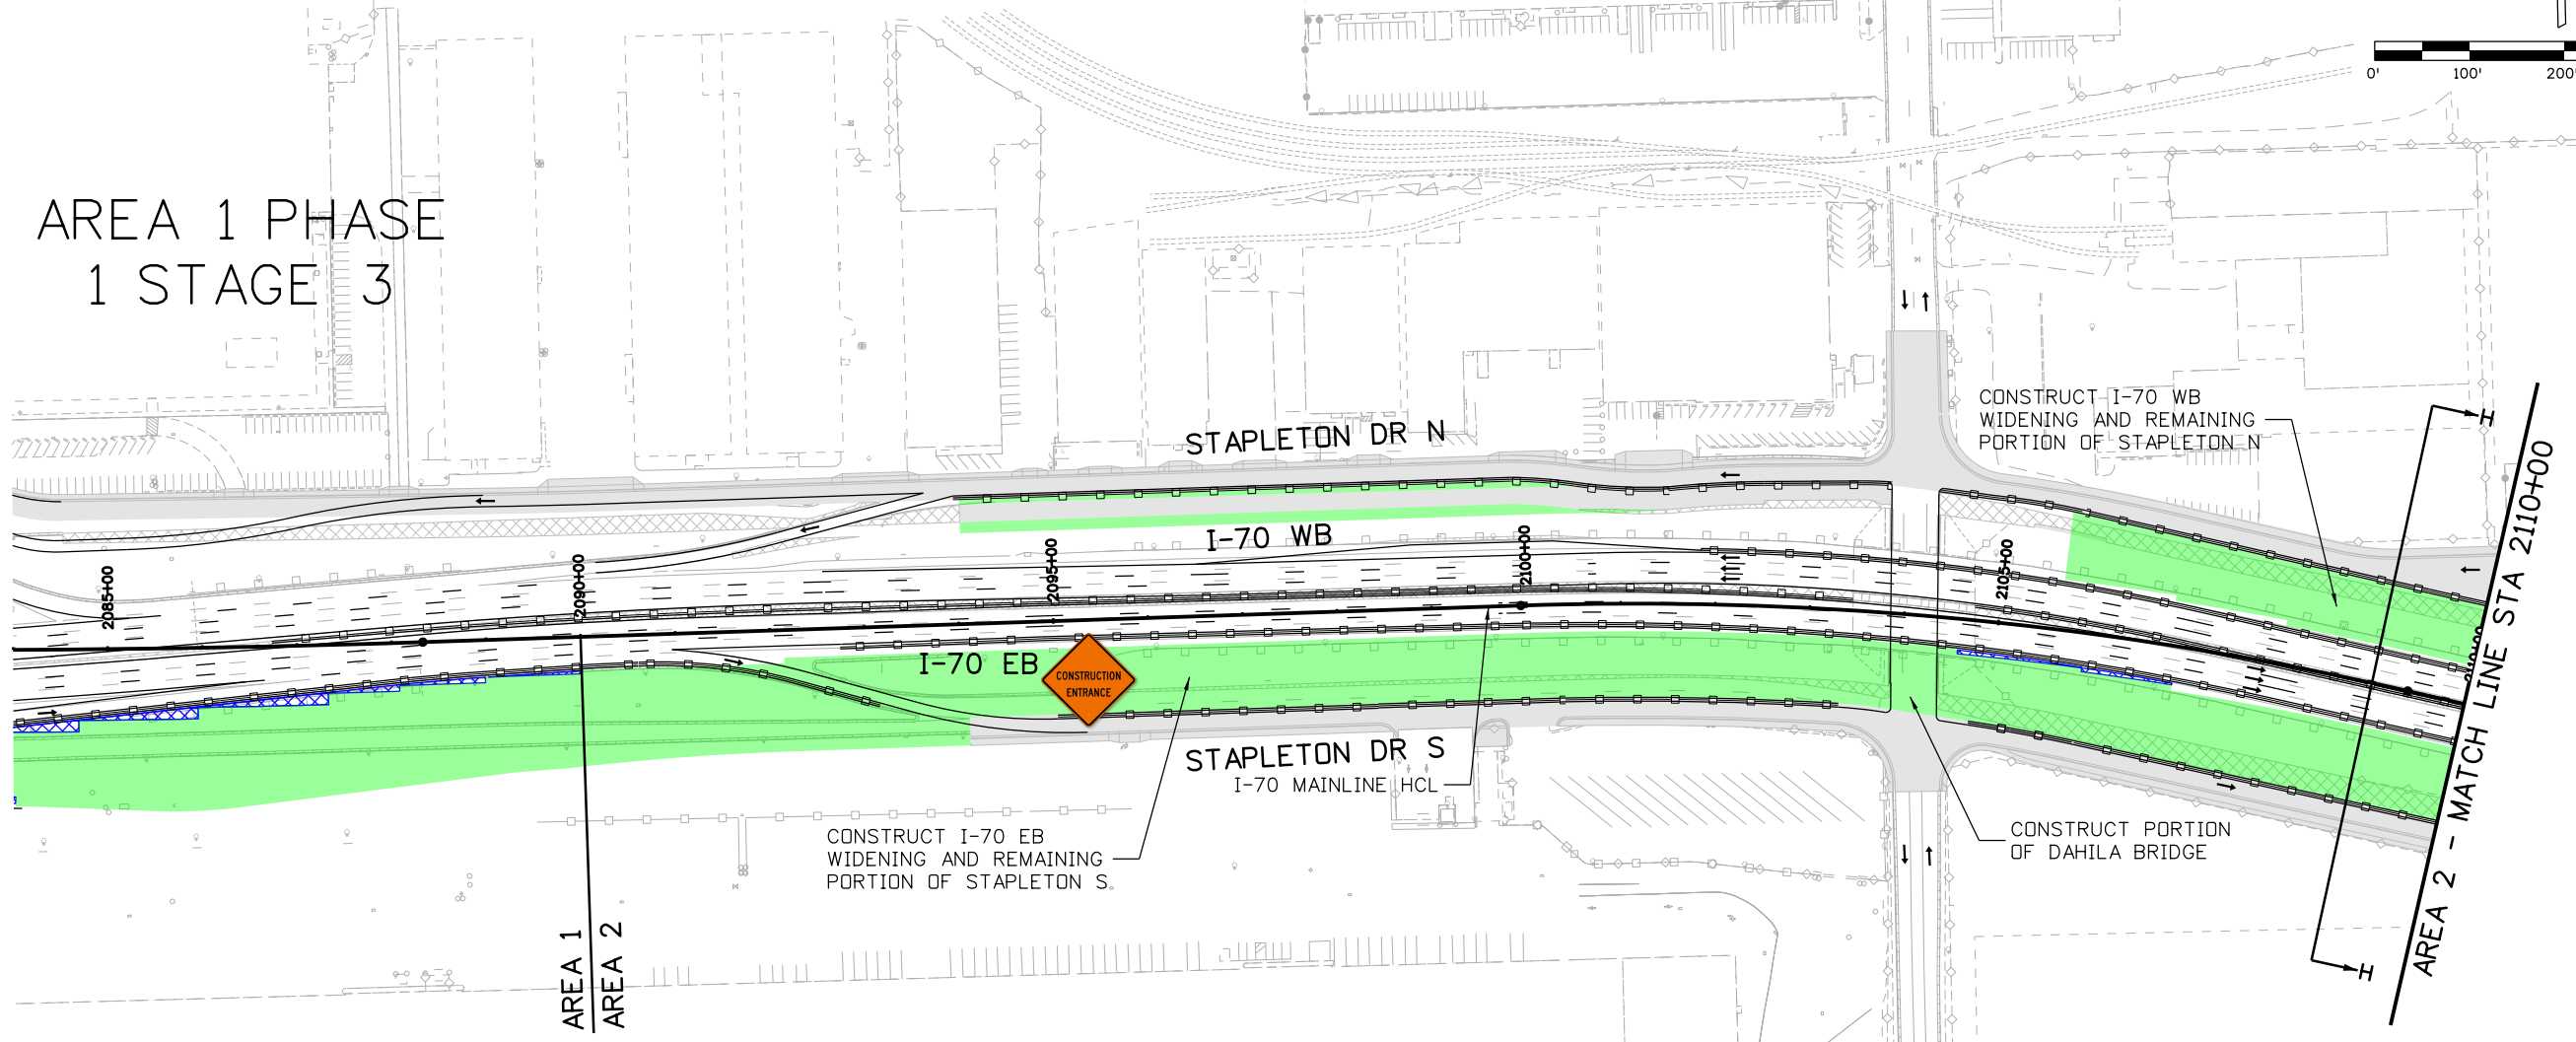 0' 100' 200'
AREA 1 PHASE
1 STAGE 3
CONSTRUCT I-70 WB
WIDENING AND REMAINING
PORTION OF STAPLETON N
H
STAPLETON DR N
I-70 WB
2085+00
2090+00
2095+00
2100+00
2105+00
2110+00
I-70 EB
CONSTRUCTION
ENTRANCE
STAPLETON DR S
I-70 MAINLINE HCL
CONSTRUCT I-70 EB
WIDENING AND REMAINING
PORTION OF STAPLETON S.
CONSTRUCT PORTION
OF DAHILA BRIDGE
AREA 1
AREA 2
H
AREA 2 - MATCH LINE STA 2110+00